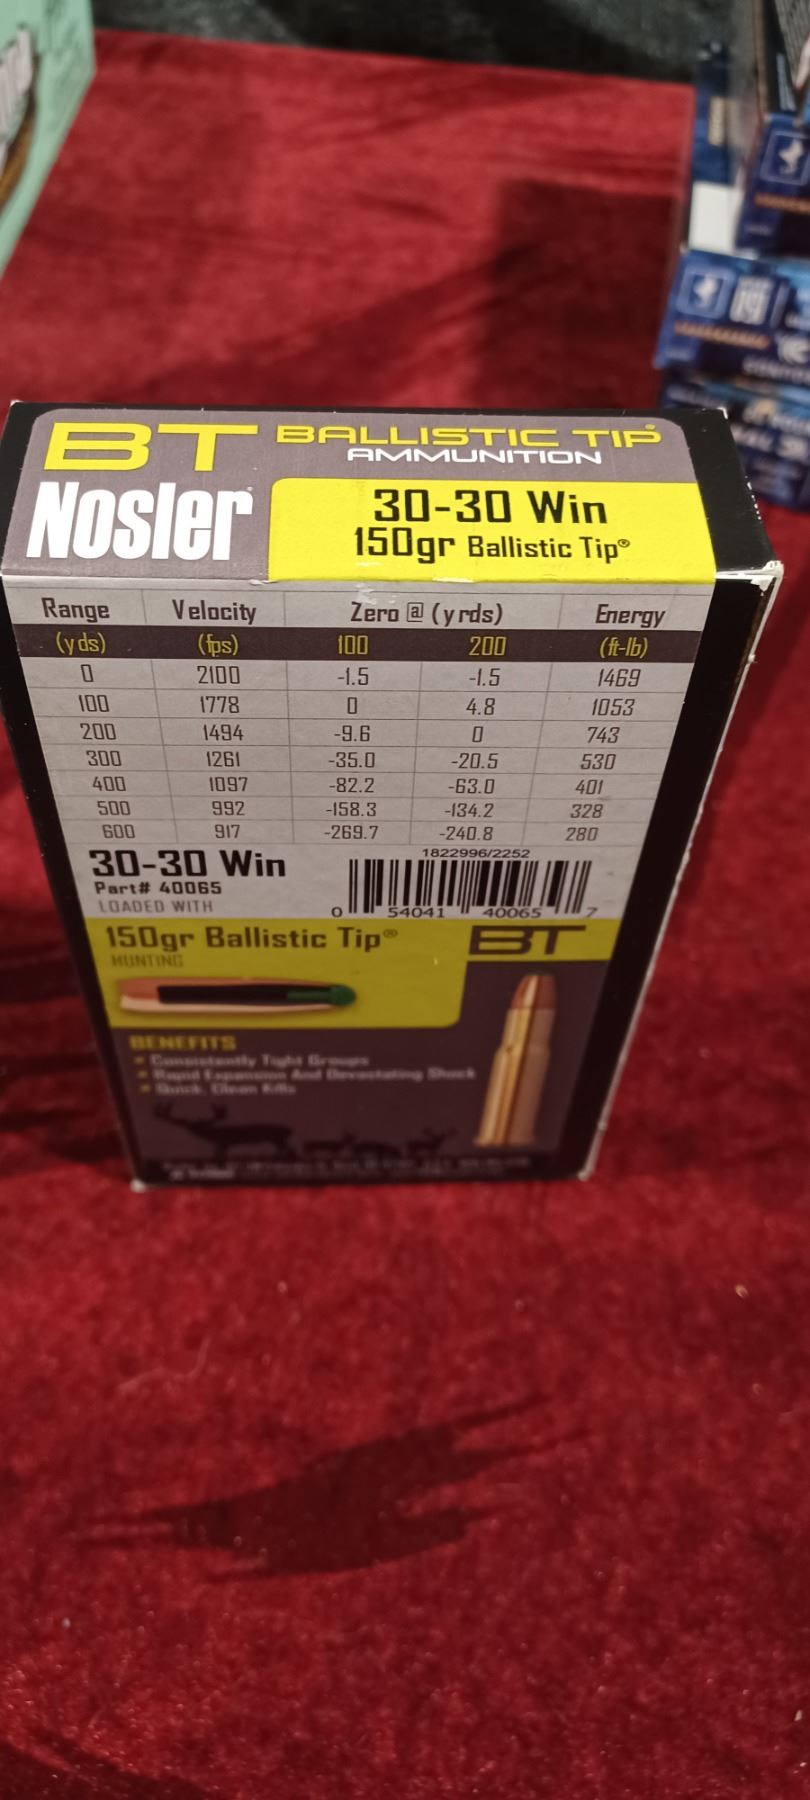 BT BALLISTIC TIP®
AMMUNITION
Nosler®
30-30 Win
150gr Ballistic Tip®
Range Velocity Zero @ (yrds) Energy
(yds) (fps) 100 200 (ft-lb)
0 2100 -1.5 -1.5 1469
100 1778 0 4.8 1053
200 1494 -9.6 0 743
300 1261 -35.0 -20.5 530
400 1097 -82.2 -63.0 401
500 992 -158.3 -134.2 328
600 917 -269.7 -240.8 280
30-30 Win
Part# 40065
LOADED WITH
1822996/2252
0 54041 40065 7
150gr Ballistic Tip®
HUNTING
BT
BENEFITS
Consistently Tight Groups
Rapid Expansion And Devastating Shock
Quick, Clean Kills